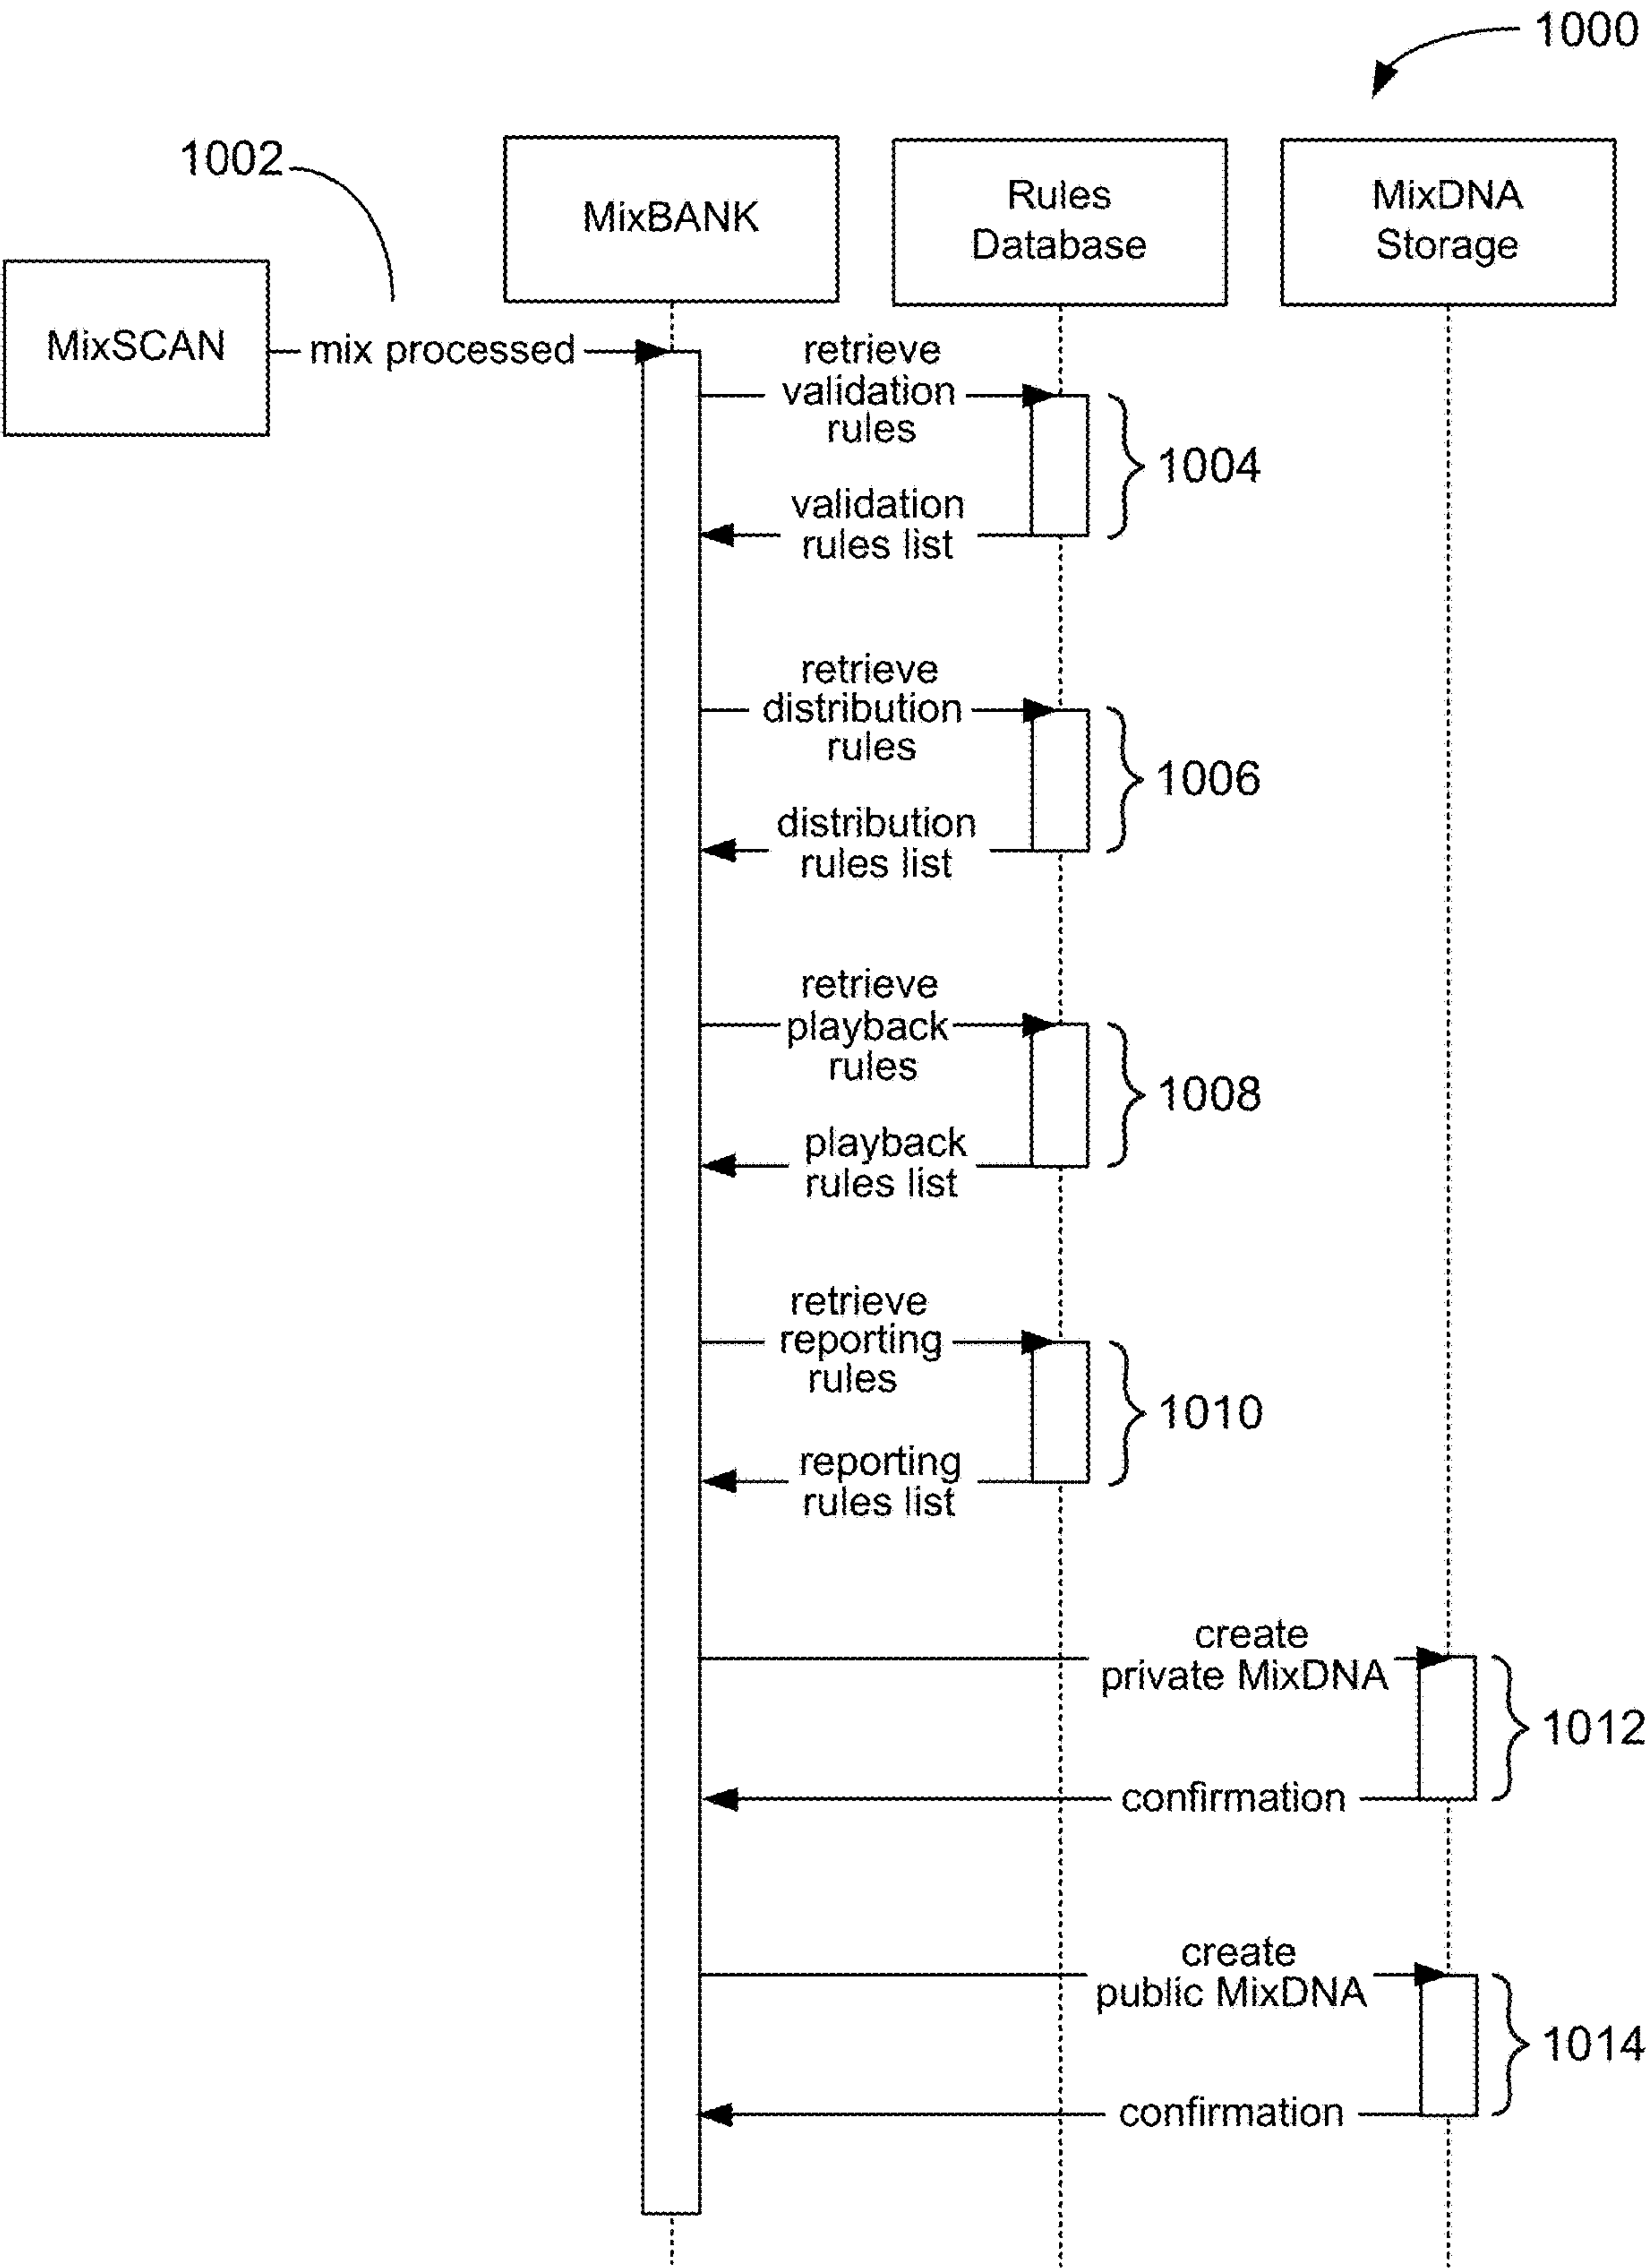 1000
1002
MixSCAN
MixBANK
Rules
Database
MixDNA
Storage
mix processed
retrieve
validation
rules
1004
validation
rules list
retrieve
distribution
rules
1006
distribution
rules list
retrieve
playback
rules
1008
playback
rules list
retrieve
reporting
rules
1010
reporting
rules list
create
private MixDNA
1012
confirmation
create
public MixDNA
1014
confirmation